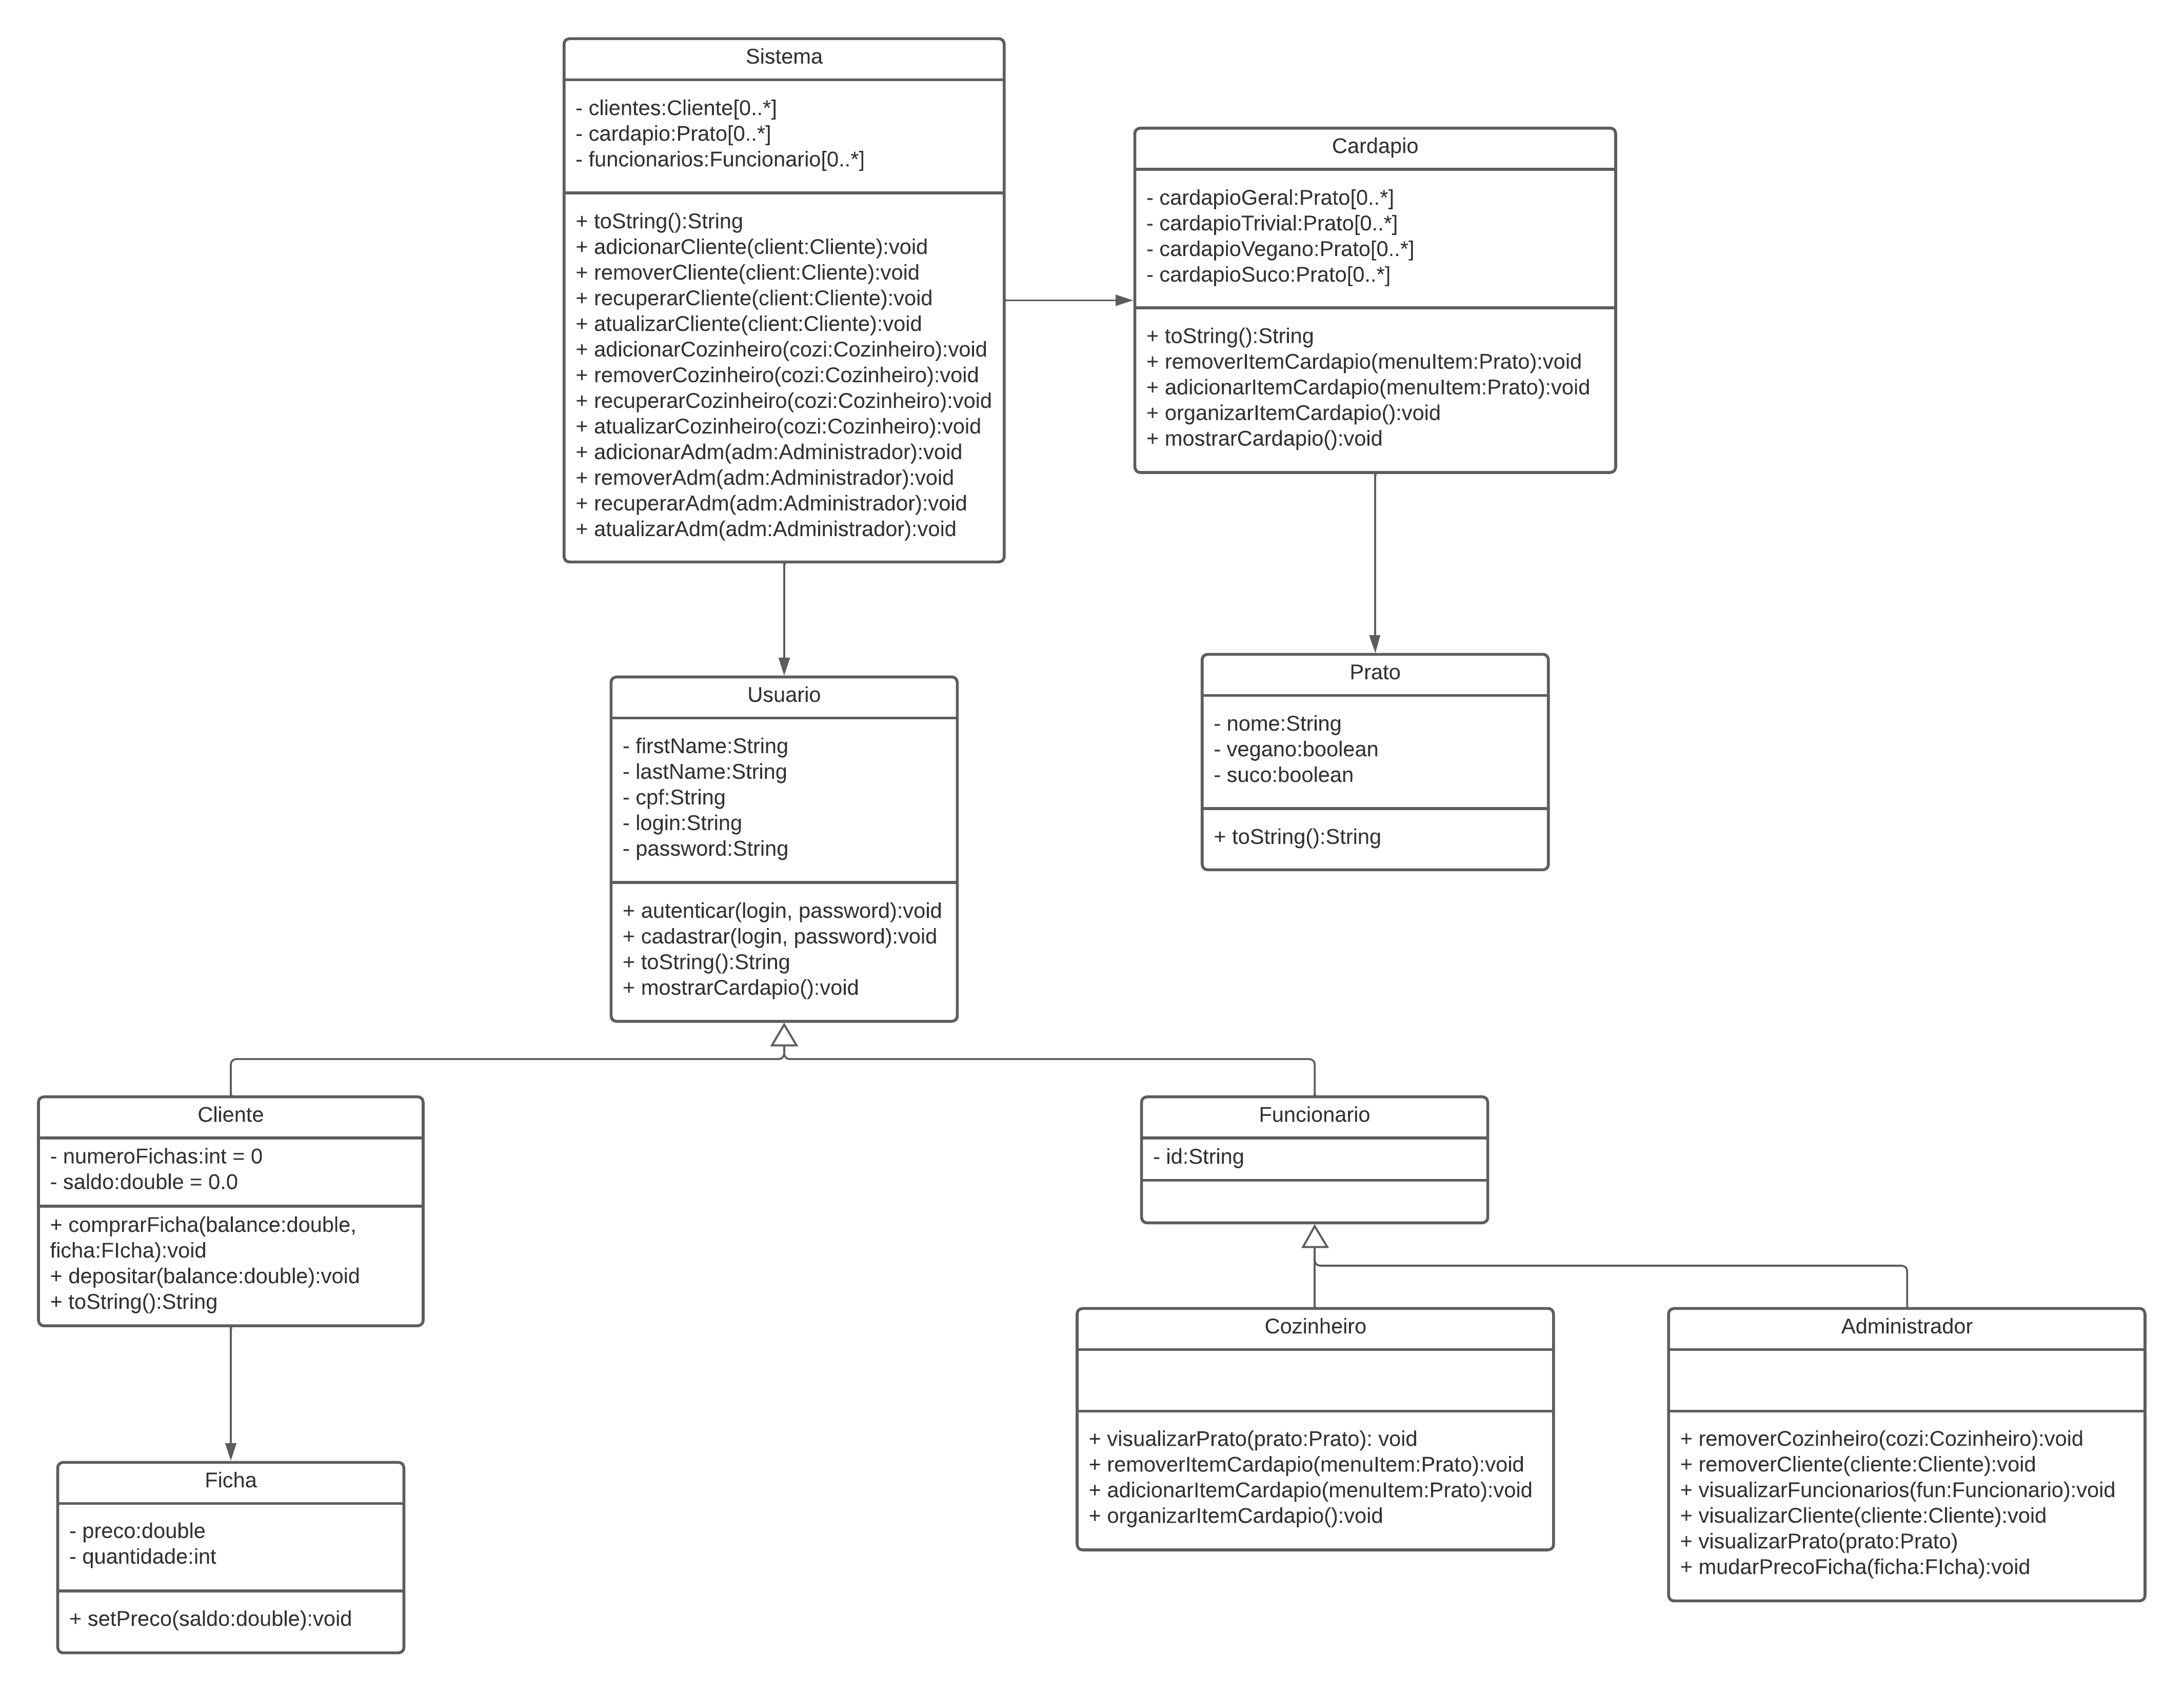 Sistema
- clientes:Cliente[0..*]
- cardapio:Prato[0..*]
- funcionarios:Funcionario[0..*]
+ toString():String
+ adicionarCliente(client:Cliente):void
+ removerCliente(client:Cliente):void
+ recuperarCliente(client:Cliente):void
+ atualizarCliente(client:Cliente):void
+ adicionarCozinheiro(cozi:Cozinheiro):void
+ removerCozinheiro(cozi:Cozinheiro):void
+ recuperarCozinheiro(cozi:Cozinheiro):void
+ atualizarCozinheiro(cozi:Cozinheiro):void
+ adicionarAdm(adm:Administrador):void
+ removerAdm(adm:Administrador):void
+ recuperarAdm(adm:Administrador):void
+ atualizarAdm(adm:Administrador):void
Cardapio
- cardapioGeral:Prato[0..*]
- cardapioTrivial:Prato[0..*]
- cardapioVegano:Prato[0..*]
- cardapioSuco:Prato[0..*]
+ toString():String
+ removerItemCardapio(menuItem:Prato):void
+ adicionarItemCardapio(menuItem:Prato):void
+ organizarItemCardapio():void
+ mostrarCardapio():void
Usuario
- firstName:String
- lastName:String
- cpf:String
- login:String
- password:String
+ autenticar(login, password):void
+ cadastrar(login, password):void
+ toString():String
+ mostrarCardapio():void
Prato
- nome:String
- vegano:boolean
- suco:boolean
+ toString():String
Cliente
- numeroFichas:int = 0
- saldo:double = 0.0
+ comprarFicha(balance:double,
ficha:FIcha):void
+ depositar(balance:double):void
+ toString():String
Funcionario
- id:String
Cozinheiro
+ visualizarPrato(prato:Prato): void
+ removerItemCardapio(menuItem:Prato):void
+ adicionarItemCardapio(menuItem:Prato):void
+ organizarItemCardapio():void
Administrador
+ removerCozinheiro(cozi:Cozinheiro):void
+ removerCliente(cliente:Cliente):void
+ visualizarFuncionarios(fun:Funcionario):void
+ visualizarCliente(cliente:Cliente):void
+ visualizarPrato(prato:Prato)
+ mudarPrecoFicha(ficha:FIcha):void
Ficha
- preco:double
- quantidade:int
+ setPreco(saldo:double):void